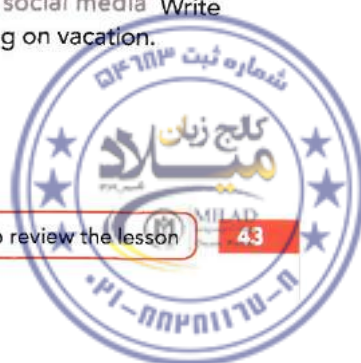 social media Write
g on vacation.
شماره ثبت
کالج زبان
میلاد
MILAD
o review the lesson 43